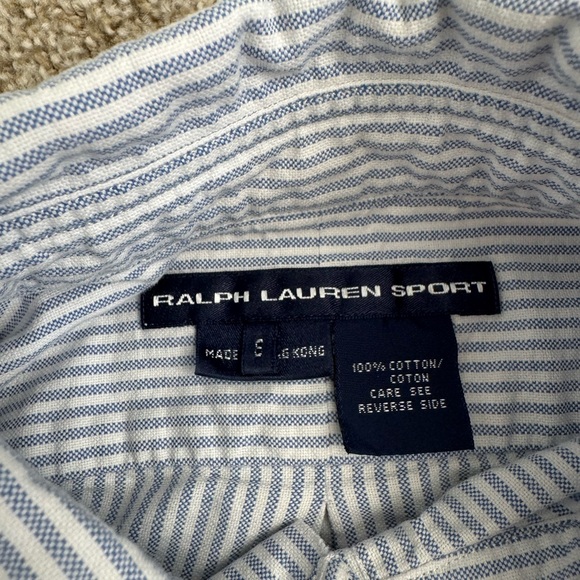 RALPH LAUREN SPORT
MADE
G KONG
100% COTTON/
COTON
CARE SEE
REVERSE SIDE